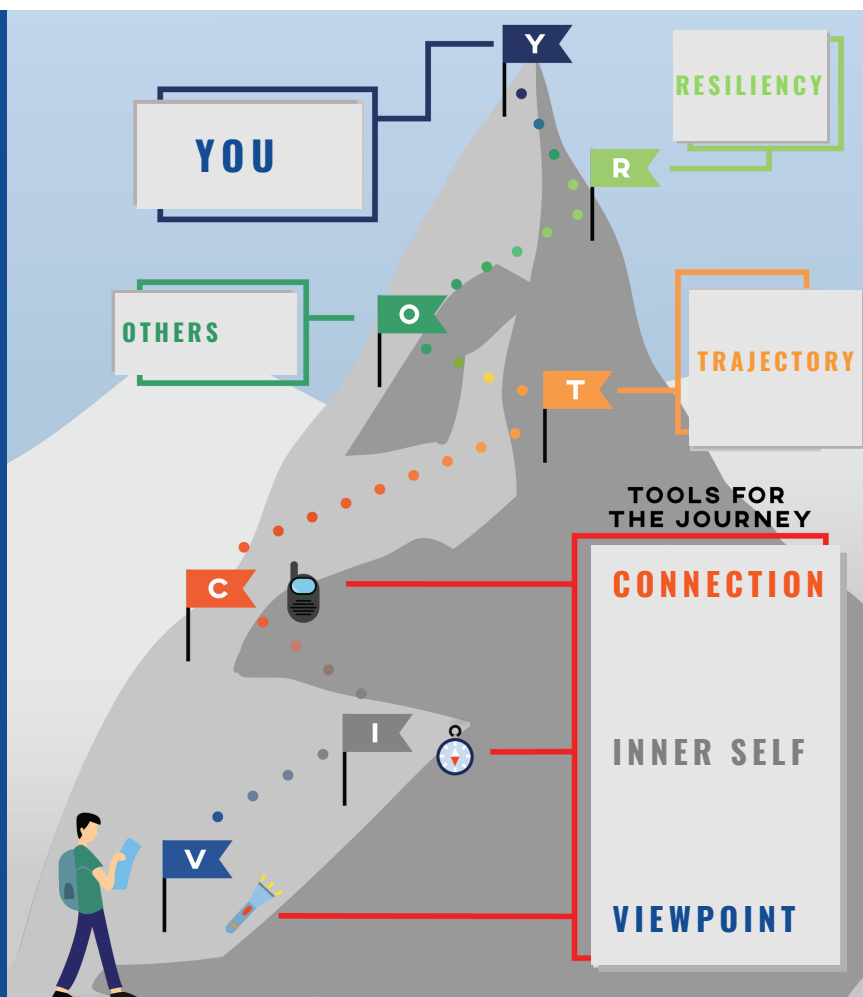 Y
RESILIENCY
YOU
R
OTHERS
O
T
TRAJECTORY
TOOLS FOR
THE JOURNEY
C
CONNECTION
I
INNER SELF
V
VIEWPOINT